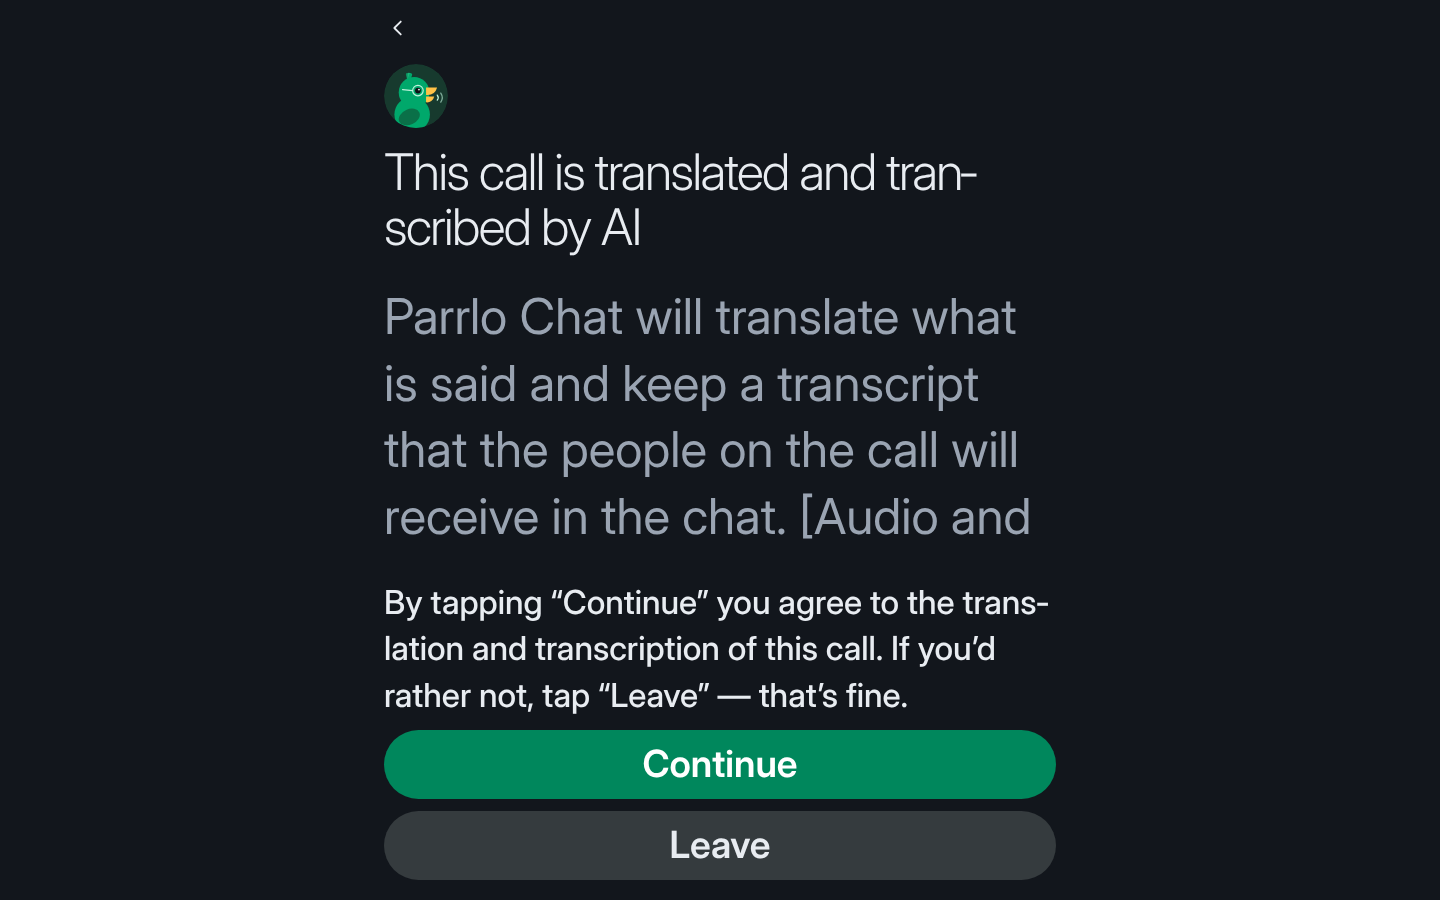 This call is translated and tran-
scribed by AI
Parrlo Chat will translate what
is said and keep a transcript
that the people on the call will
receive in the chat. [Audio and
By tapping “Continue” you agree to the trans-
lation and transcription of this call. If you’d
rather not, tap “Leave” — that’s fine.
Continue
Leave